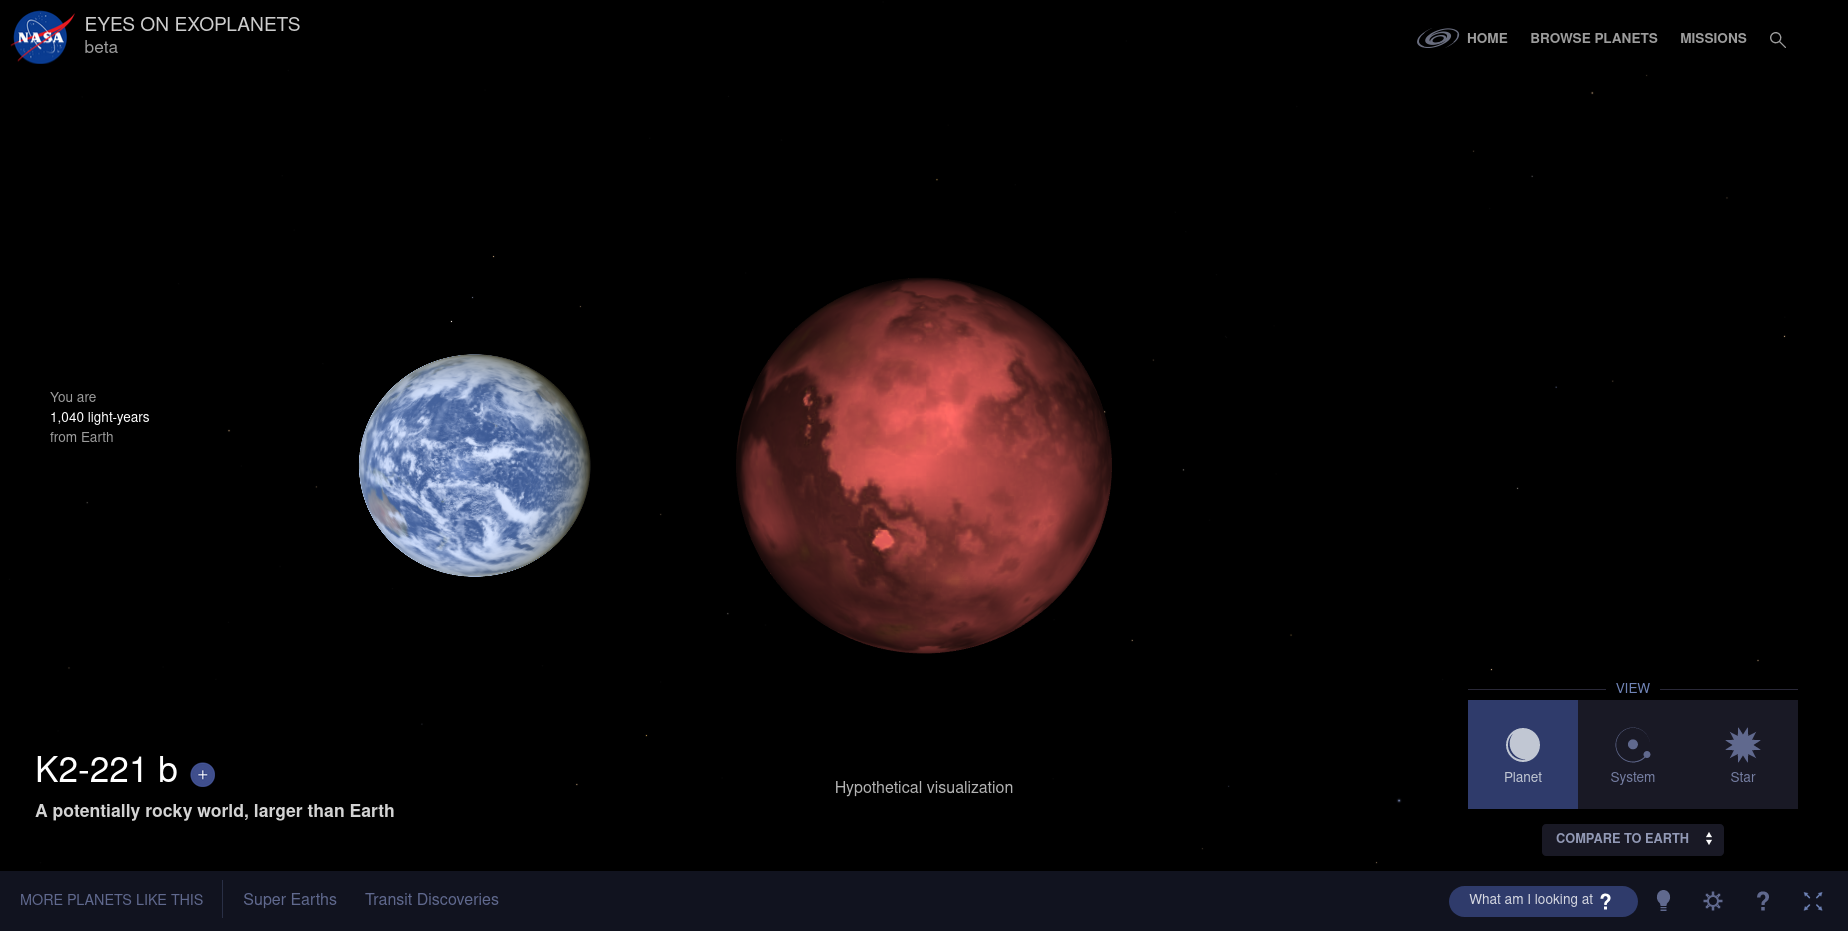 NASA
EYES ON EXOPLANETS
beta
HOME
BROWSE PLANETS
MISSIONS
You are
1,040 light-years
from Earth
K2-221 b +
A potentially rocky world, larger than Earth
Hypothetical visualization
VIEW
Planet
System
Star
COMPARE TO EARTH
MORE PLANETS LIKE THIS
Super Earths
Transit Discoveries
What am I looking at ?
?